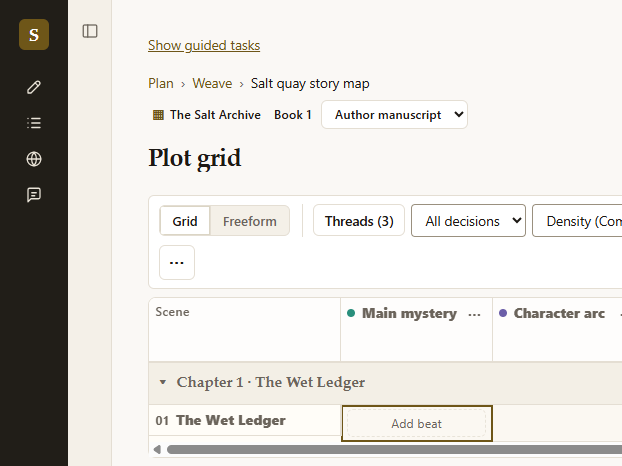 S
Show guided tasks
Plan › Weave › Salt quay story map
The Salt Archive Book 1 Author manuscript
Plot grid
Grid Freeform Threads (3) All decisions Density (Com
...
Scene Main mystery ... Character arc
Chapter 1 · The Wet Ledger
01 The Wet Ledger Add beat